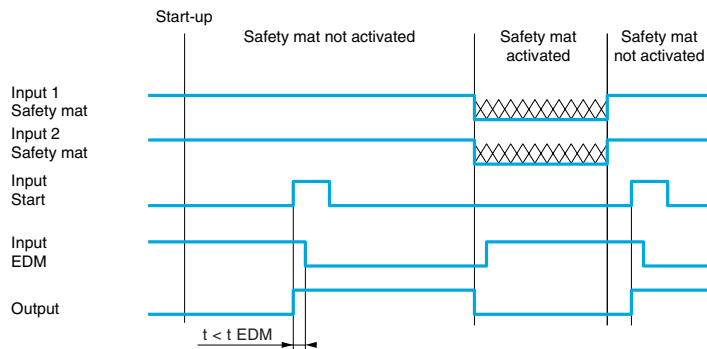 Start-up
Safety mat not activated
Safety mat
activated
Safety mat
not activated
Input 1
Safety mat
Input 2
Safety mat
Input
Start
Input
EDM
Output
t < t EDM